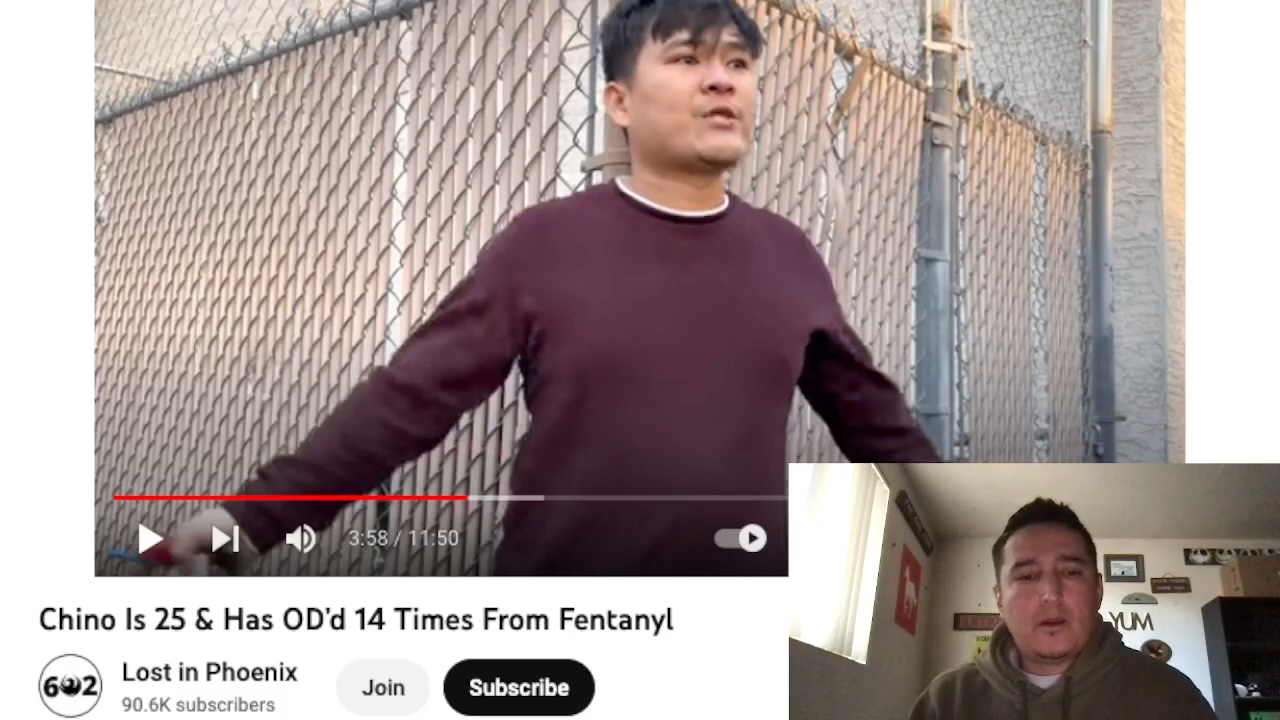 3:58 / 11:50
YUM
Chino Is 25 & Has OD'd 14 Times From Fentanyl
602
Lost in Phoenix
90.6K subscribers
Join
Subscribe